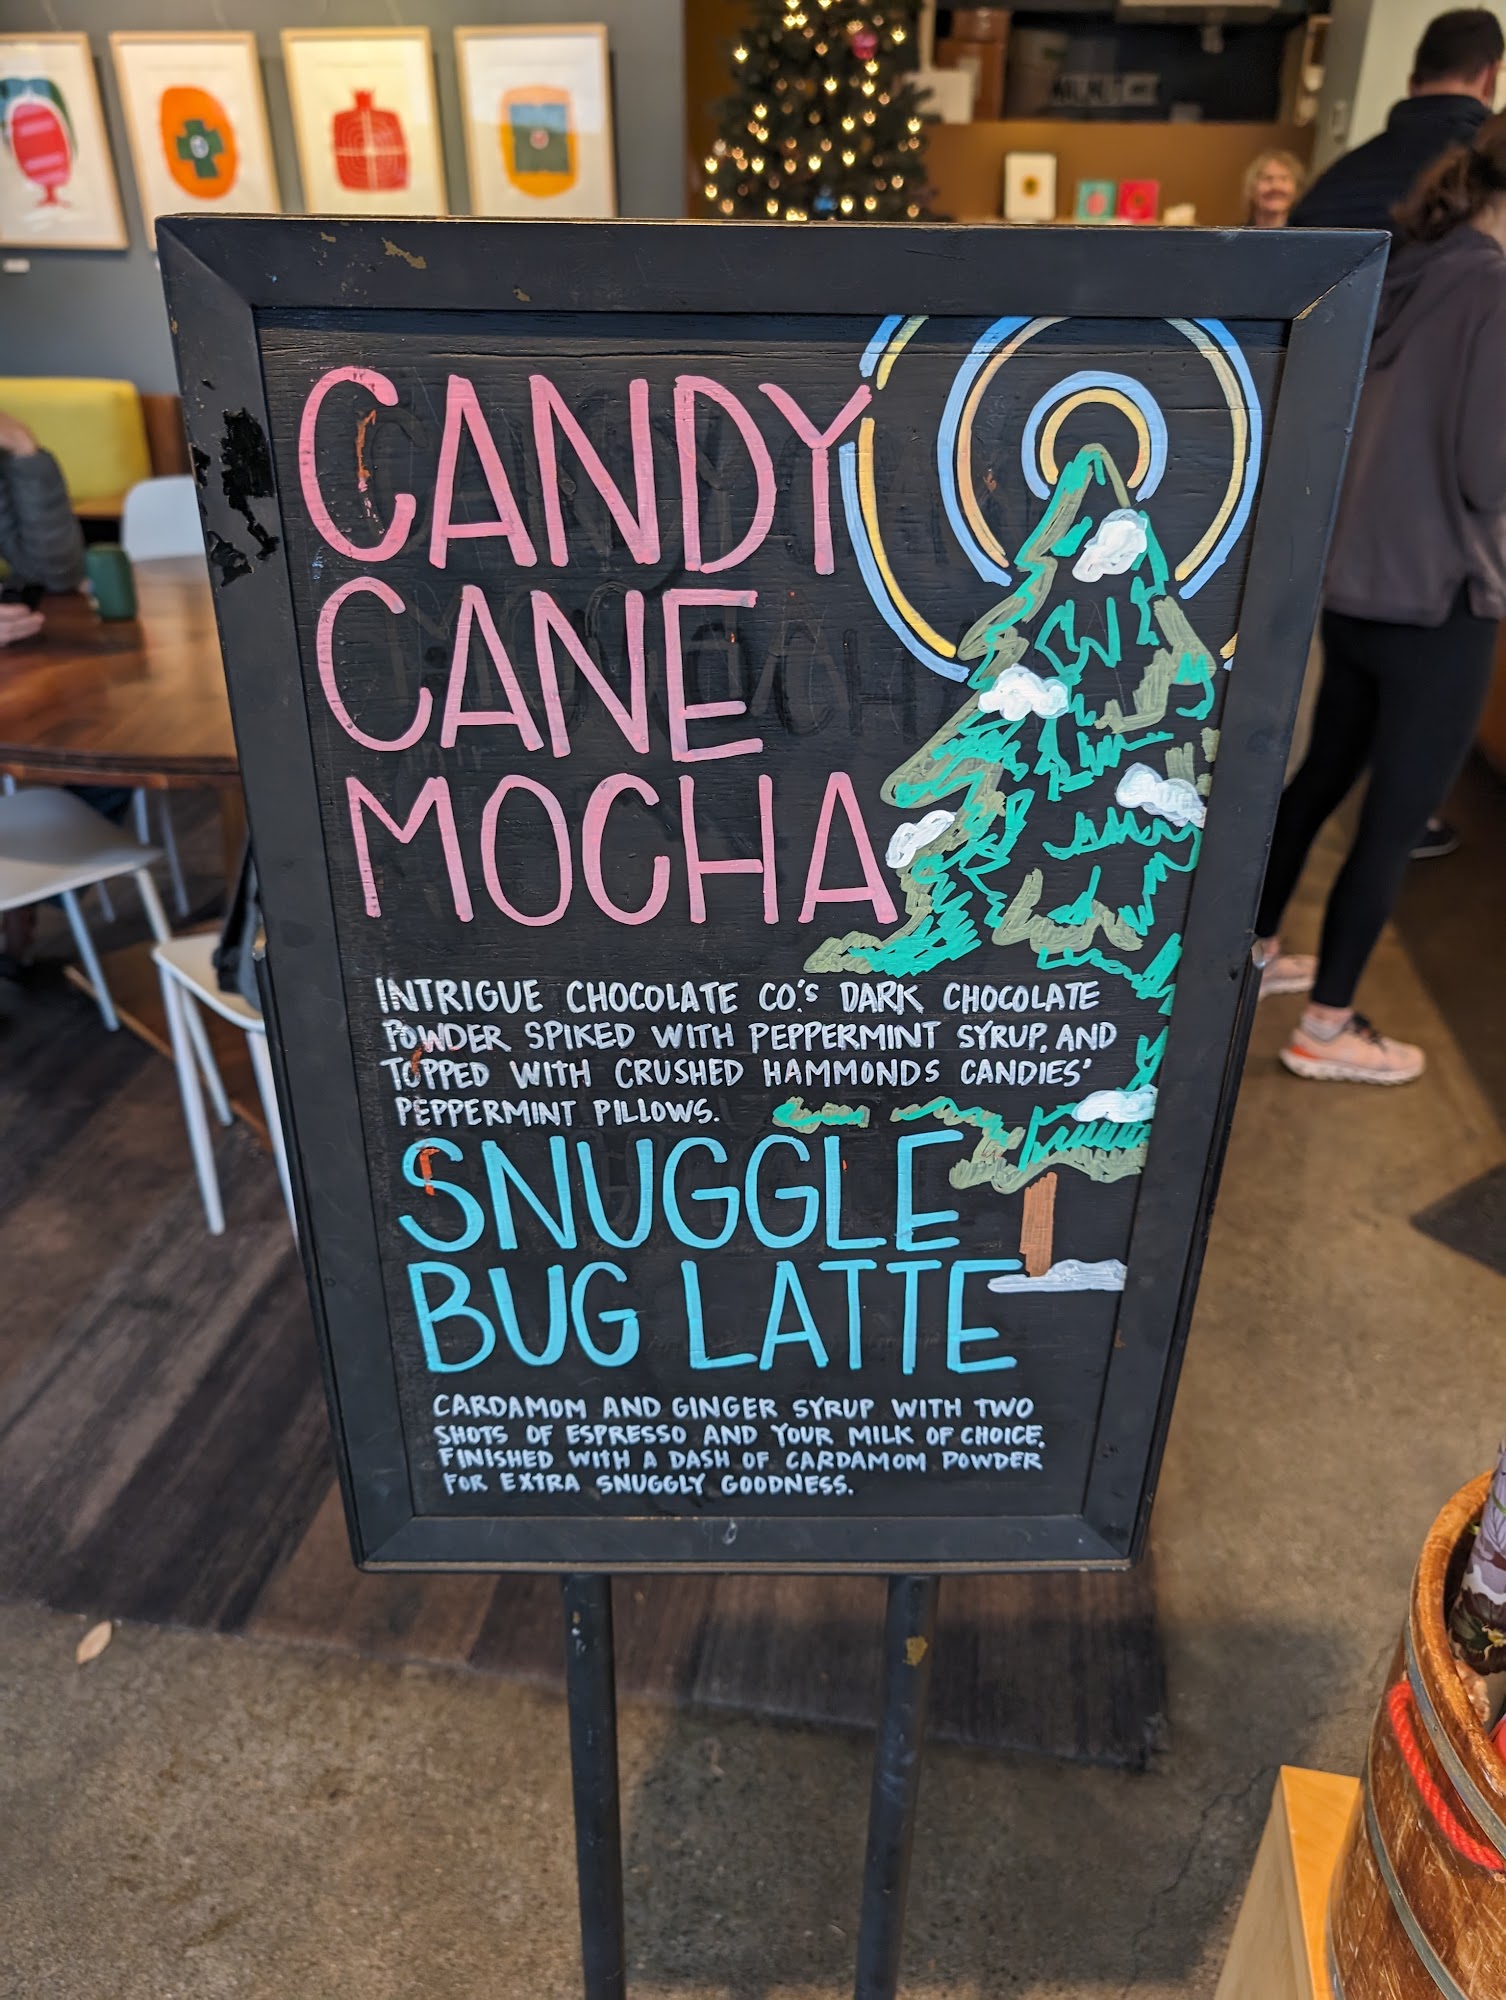 CANDY
CANE
MOCHA
INTRIGUE CHOCOLATE CO.'S DARK CHOCOLATE
POWDER SPIKED WITH PEPPERMINT SYRUP, AND
TOPPED WITH CRUSHED HAMMONDS CANDIES'
PEPPERMINT PILLOWS.
SNUGGLE
BUG LATTE
CARDAMOM AND GINGER SYRUP WITH TWO
SHOTS OF ESPRESSO AND YOUR MILK OF CHOICE.
FINISHED WITH A DASH OF CARDAMOM POWDER
FOR EXTRA SNUGGLY GOODNESS.